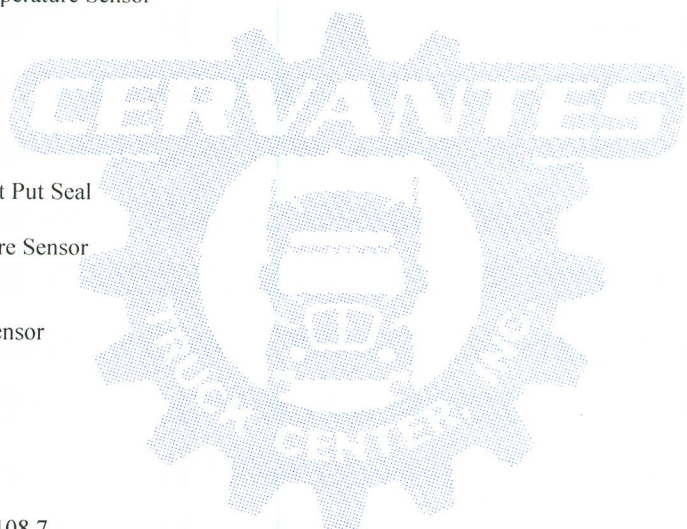 perature Sensor
CERVANTES
t Put Seal
re Sensor
ensor
TRUCK CENTER, INC.
108.7